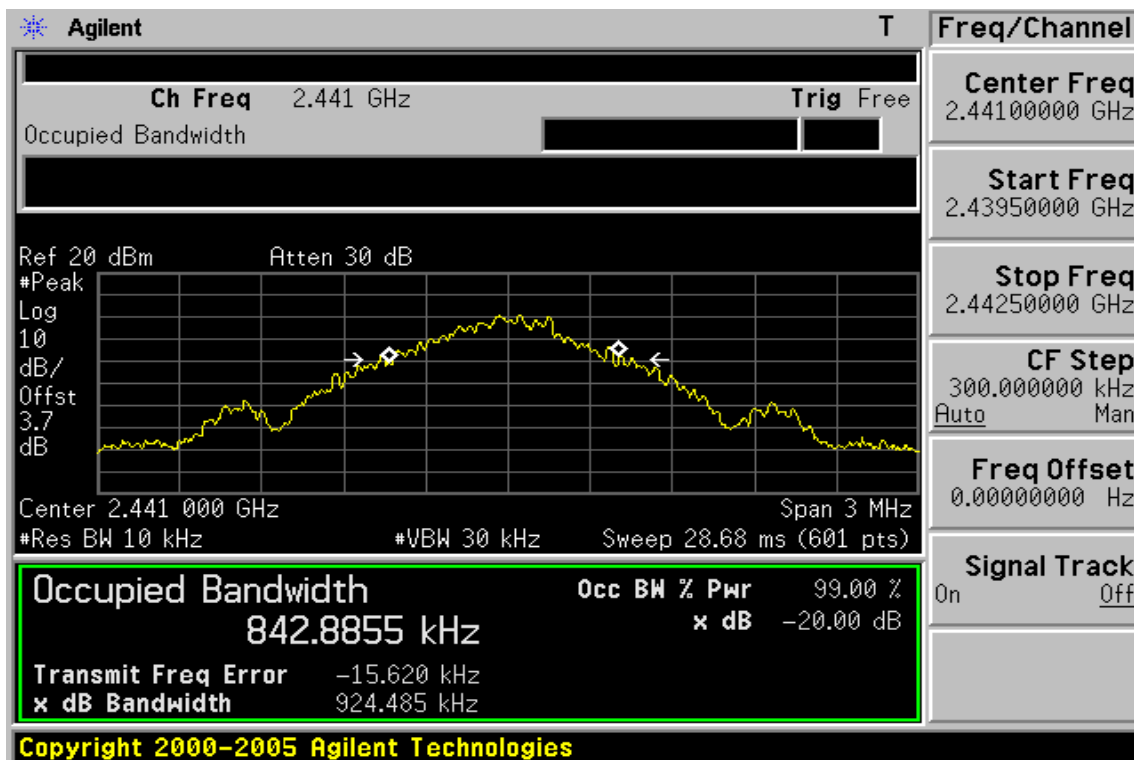 Agilent T
Ch Freq 2.441 GHz Trig Free
Occupied Bandwidth
Ref 20 dBm Atten 30 dB
#Peak
Log
10
dB/
Offst
3.7
dB
Center 2.441 000 GHz Span 3 MHz
#Res BW 10 kHz #VBW 30 kHz Sweep 28.68 ms (601 pts)
Occupied Bandwidth
842.8855 kHz
Occ BW % Pwr 99.00 %
x dB -20.00 dB
Transmit Freq Error -15.620 kHz
x dB Bandwidth 924.485 kHz
Copyright 2000-2005 Agilent Technologies
Freq/Channel
Center Freq
2.44100000 GHz
Start Freq
2.43950000 GHz
Stop Freq
2.44250000 GHz
CF Step
300.000000 kHz
Auto Man
Freq Offset
0.00000000 Hz
Signal Track
On Off